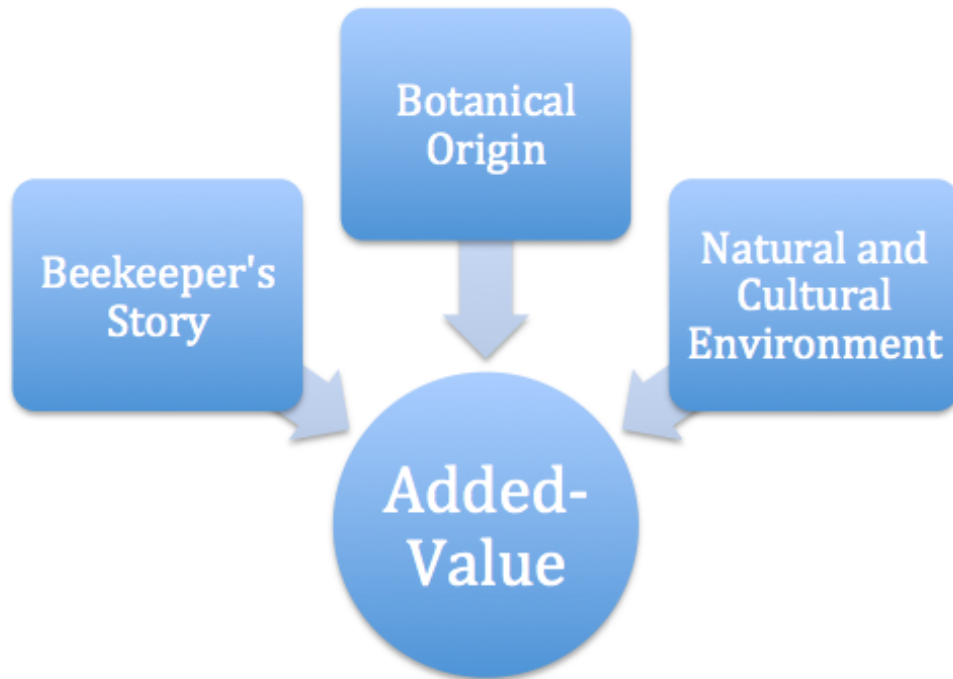 Botanical
Origin
Beekeeper's
Story
Natural and
Cultural
Environment
Added-
Value